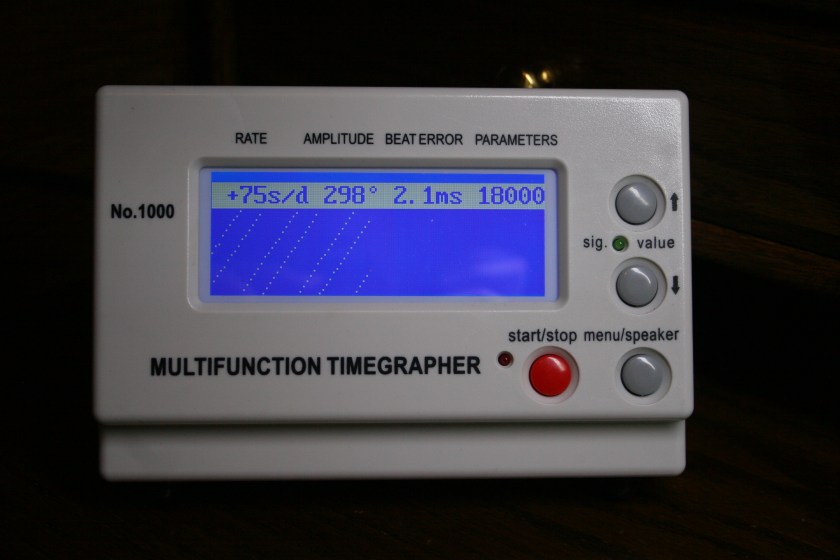 RATE AMPLITUDE BEAT ERROR PARAMETERS
+75s/d 298° 2.1ms 18000
No.1000
sig. value
start/stop menu/speaker
MULTIFUNCTION TIMEGRAPHER